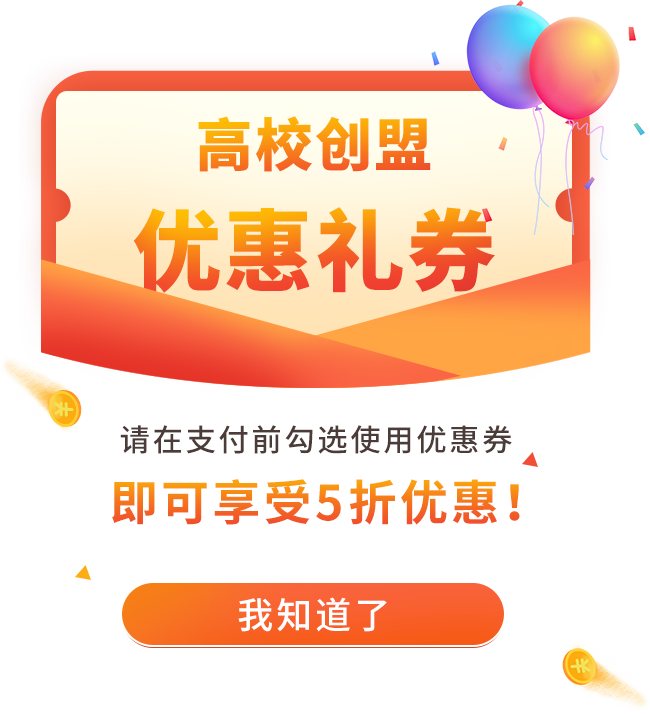 高校创盟
优惠礼券
请在支付前勾选使用优惠券
即可享受5折优惠！
我知道了